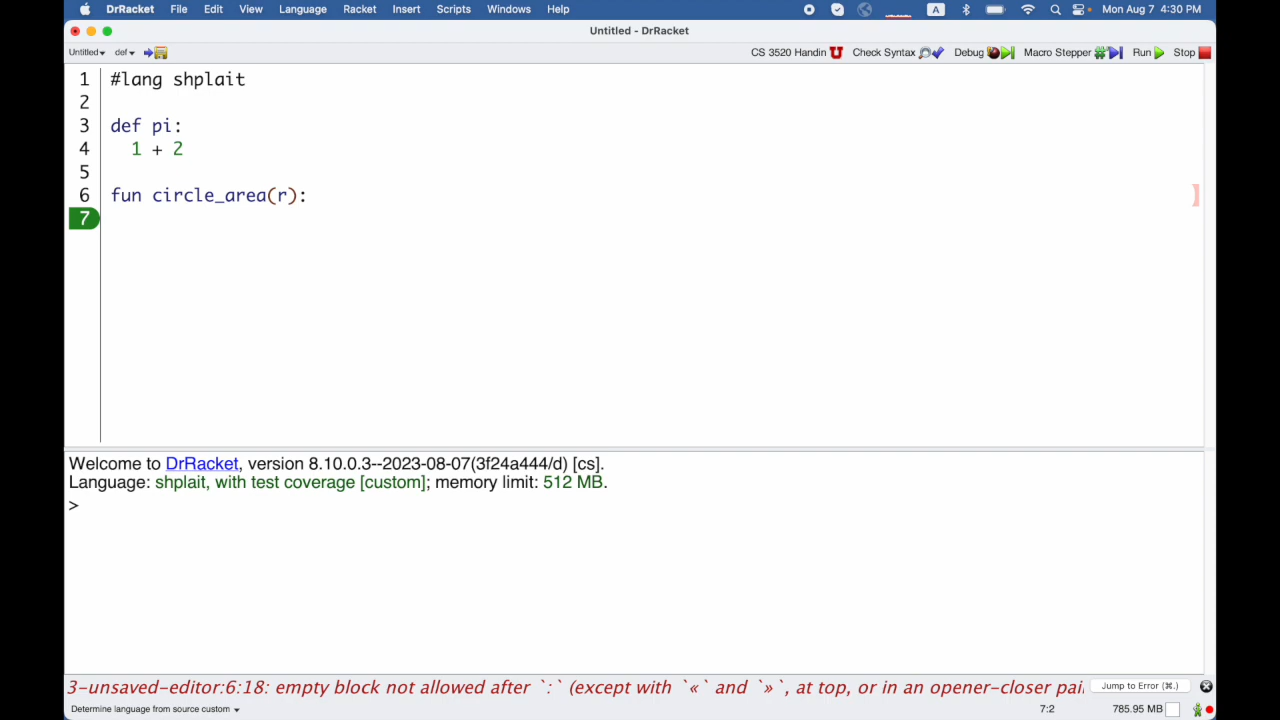 DrRacket File Edit View Language Racket Insert Scripts Windows Help A Mon Aug 7 4:30 PM
Untitled - DrRacket
Untitled def CS 3520 Handin Check Syntax Debug Macro Stepper Run Stop
1 #lang shplait
2
3 def pi:
4 1 + 2
5
6 fun circle_area(r):
7
Welcome to DrRacket, version 8.10.0.3--2023-08-07(3f24a444/d) [cs].
Language: shplait, with test coverage [custom]; memory limit: 512 MB.
>
3-unsaved-editor:6:18: empty block not allowed after `:` (except with `«` and `»`, at top, or in an opener-closer pai Jump to Error (⌘.)
Determine language from source custom 7:2 785.95 MB